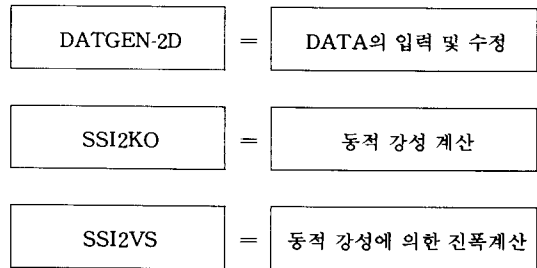 DATGEN-2D = DATA의 입력 및 수정
SSI2KO = 동적 강성 계산
SSI2VS = 동적 강성에 의한 진폭계산